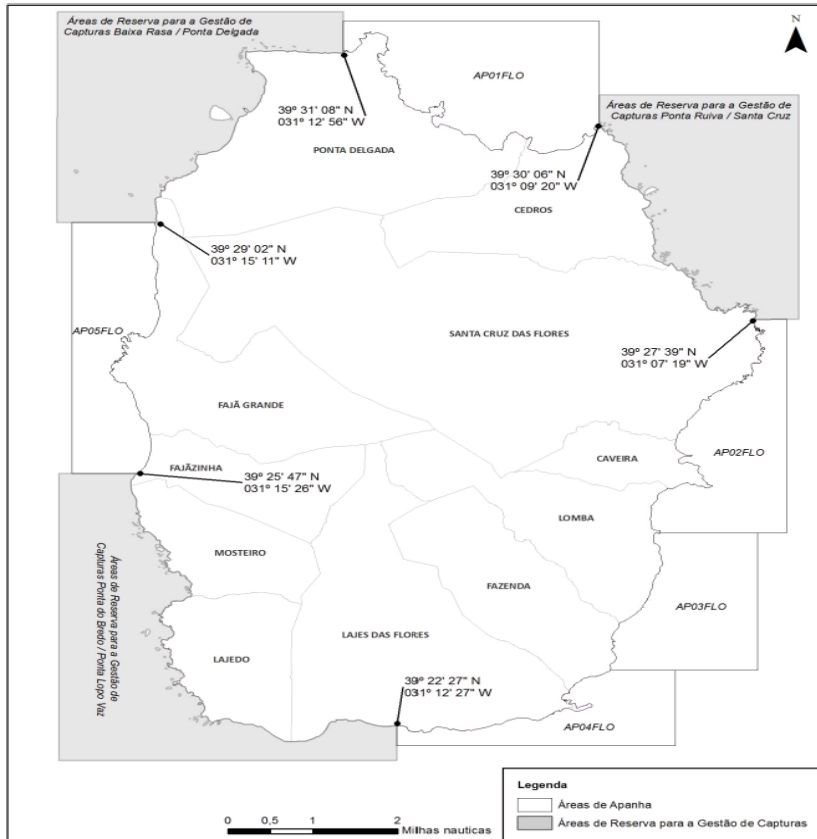 Áreas de Reserva para a Gestão de
Capturas Baixa Rasa / Ponta Delgada
N
AP01FLO
Áreas de Reserva para a Gestão de
Capturas Ponta Ruiva / Santa Cruz
39º 31' 08" N
031º 12' 56" W
PONTA DELGADA
39º 30' 06" N
031º 09' 20" W
CEDROS
39º 29' 02" N
031º 15' 11" W
AP05FLO
SANTA CRUZ DAS FLORES
39º 27' 39" N
031º 07' 19" W
FAJÃ GRANDE
CAVEIRA
AP02FLO
FAJÃZINHA
39º 25' 47" N
031º 15' 26" W
LOMBA
MOSTEIRO
Áreas de Reserva para a Gestão de
Capturas Ponta do Bredo / Ponta Lopo Vaz
FAZENDA
AP03FLO
LAJES DAS FLORES
LAJEDO
39º 22' 27" N
031º 12' 27" W
AP04FLO
Legenda
Áreas de Apanha
Áreas de Reserva para a Gestão de Capturas
0 0,5 1 2
Milhas nauticas